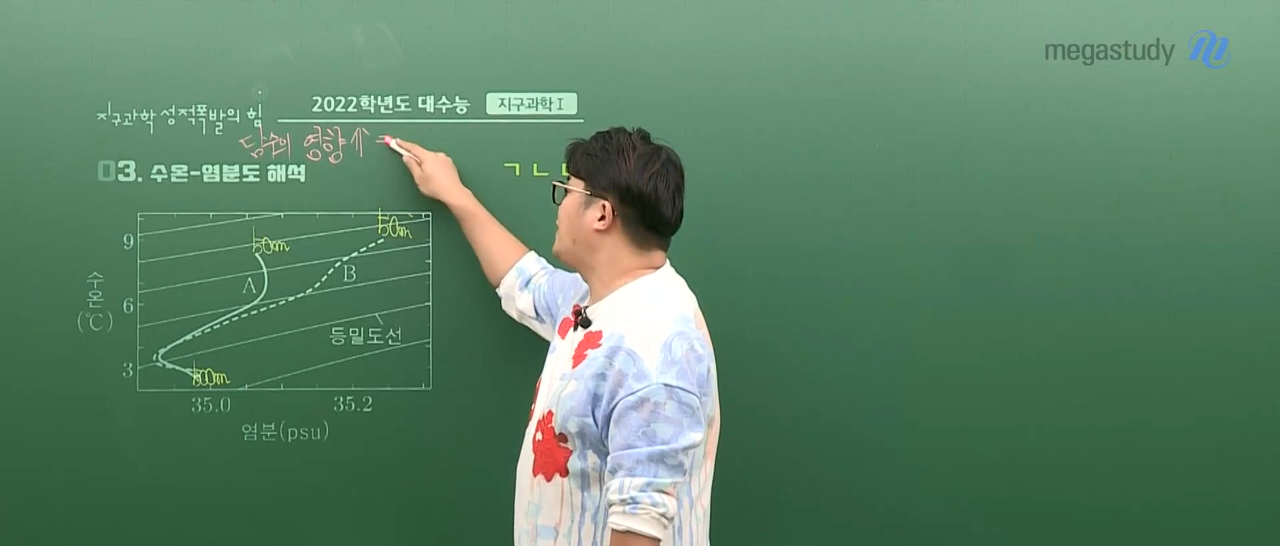 megastudy
지구과학 성적폭발의 힘
2022학년도 대수능 지구과학Ⅰ
담수의 영향↑
03. 수온-염분도 해석
ㄱ ㄴ
50m
50m
A
B
9
6
3
수온
(℃)
등밀도선
500m
35.0 35.2
염분(psu)